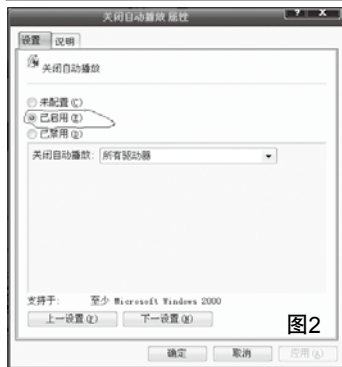 关闭自动播放 属性
设置 说明
关闭自动播放
未配置(C)
已启用(E)
已禁用(D)
关闭自动播放: 所有驱动器
支持于: 至少 Microsoft Windows 2000
上一设置(P) 下一设置(N)
图2
确定 取消 应用(A)